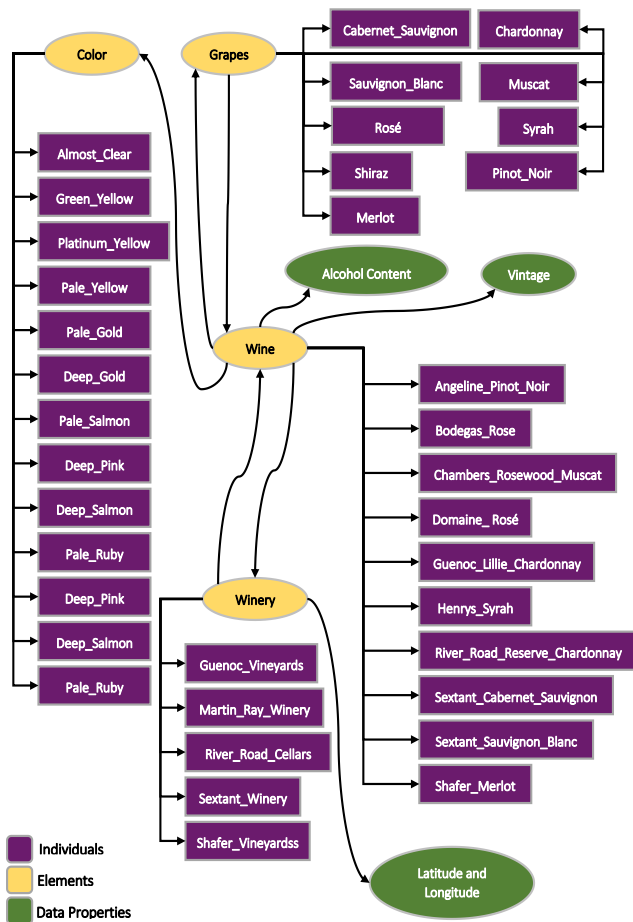 Color
Grapes
Cabernet_Sauvignon
Chardonnay
Sauvignon_Blanc
Muscat
Rosé
Syrah
Shiraz
Pinot_Noir
Merlot
Almost_Clear
Green_Yellow
Platinum_Yellow
Pale_Yellow
Pale_Gold
Deep_Gold
Pale_Salmon
Deep_Pink
Deep_Salmon
Pale_Ruby
Deep_Pink
Deep_Salmon
Pale_Ruby
Alcohol Content
Vintage
Wine
Angeline_Pinot_Noir
Bodegas_Rose
Chambers_Rosewood_Muscat
Domaine_ Rosé
Guenoc_Lillie_Chardonnay
Henrys_Syrah
River_Road_Reserve_Chardonnay
Sextant_Cabernet_Sauvignon
Sextant_Sauvignon_Blanc
Shafer_Merlot
Winery
Guenoc_Vineyards
Martin_Ray_Winery
River_Road_Cellars
Sextant_Winery
Shafer_Vineyardss
Latitude and
Longitude
Individuals
Elements
Data Properties